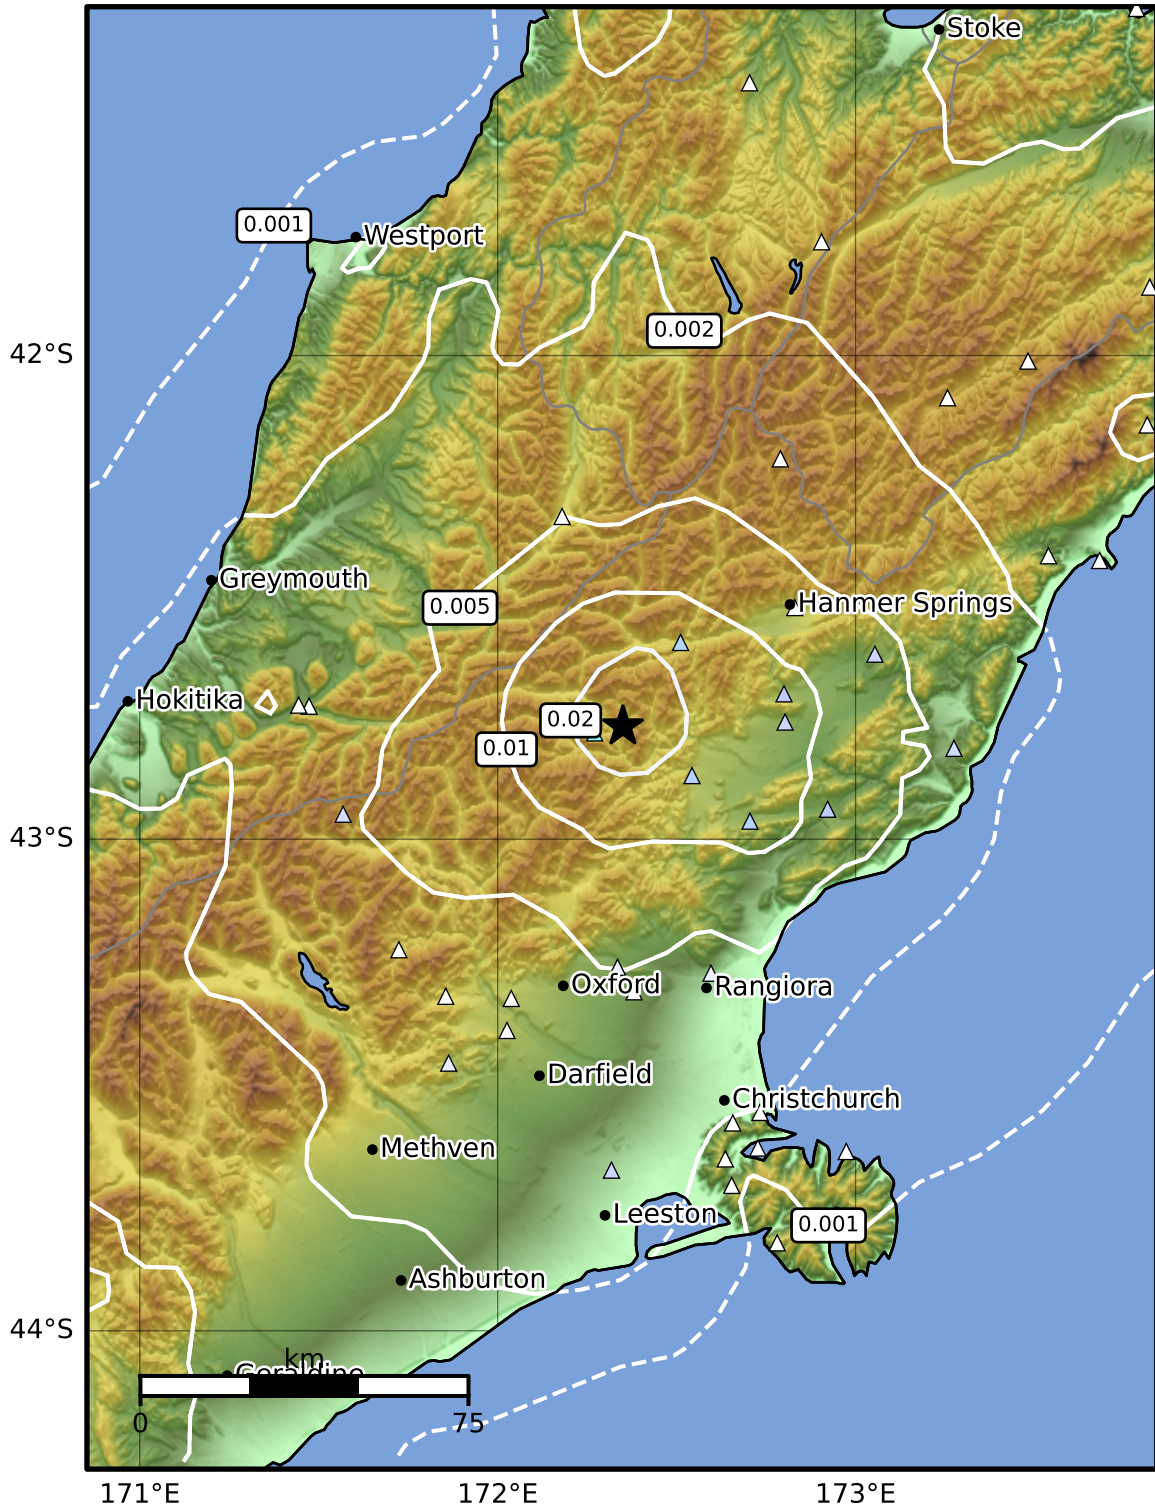 Stoke
0.001
Westport
0.002
42°S
Greymouth
0.005
Hanmer Springs
Hokitika
0.02
0.01
43°S
Oxford
Rangiora
Darfield
Christchurch
Methven
Leeston
0.001
Ashburton
44°S
km
Geraldine
0
75
171°E
172°E
173°E